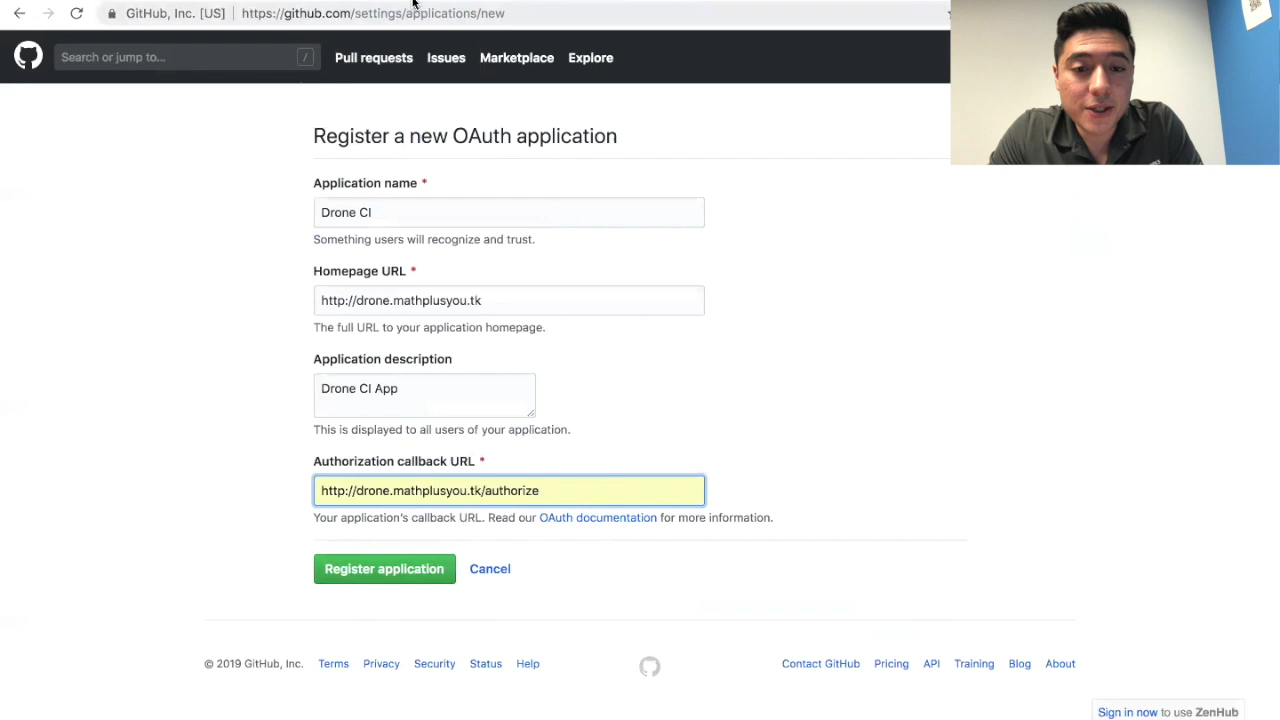 GitHub, Inc. [US] https://github.com/settings/applications/new
Search or jump to... /
Pull requests Issues Marketplace Explore
Register a new OAuth application
Application name *
Drone CI
Something users will recognize and trust.
Homepage URL *
http://drone.mathplusyou.tk
The full URL to your application homepage.
Application description
Drone CI App
This is displayed to all users of your application.
Authorization callback URL *
http://drone.mathplusyou.tk/authorize
Your application's callback URL. Read our OAuth documentation for more information.
Register application Cancel
© 2019 GitHub, Inc. Terms Privacy Security Status Help Contact GitHub Pricing API Training Blog About
Sign in now to use ZenHub